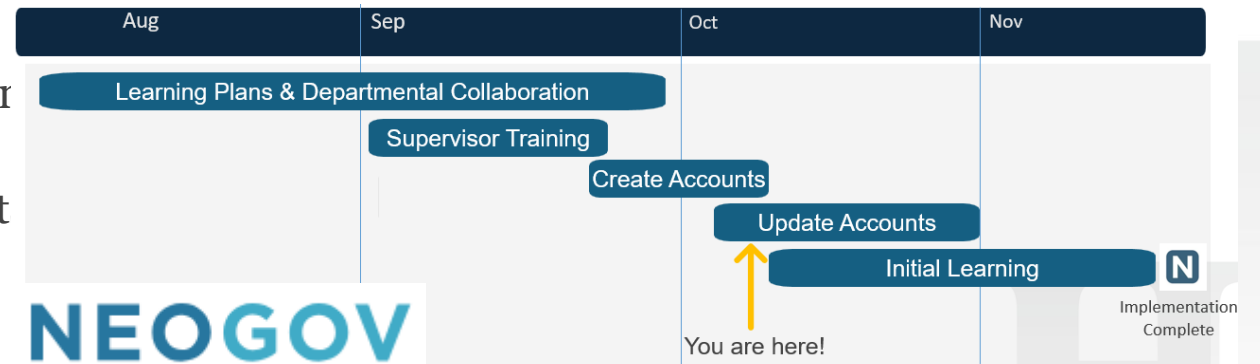 Aug Sep Oct Nov
Learning Plans & Departmental Collaboration
Supervisor Training
Create Accounts
Update Accounts
Initial Learning
N
Implementation
Complete
NEOGOV
You are here!